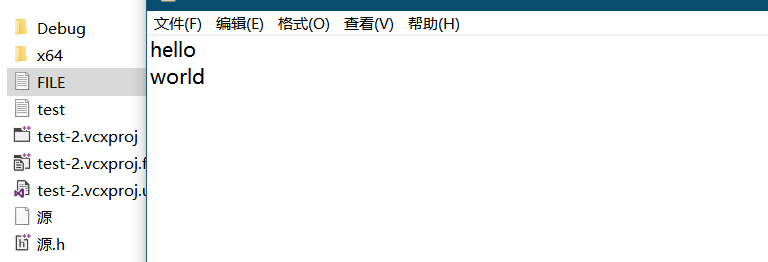 Debug
x64
FILE
test
test-2.vcxproj
test-2.vcxproj.f
test-2.vcxproj.u
源
源.h
文件(F) 编辑(E) 格式(O) 查看(V) 帮助(H)
hello
world